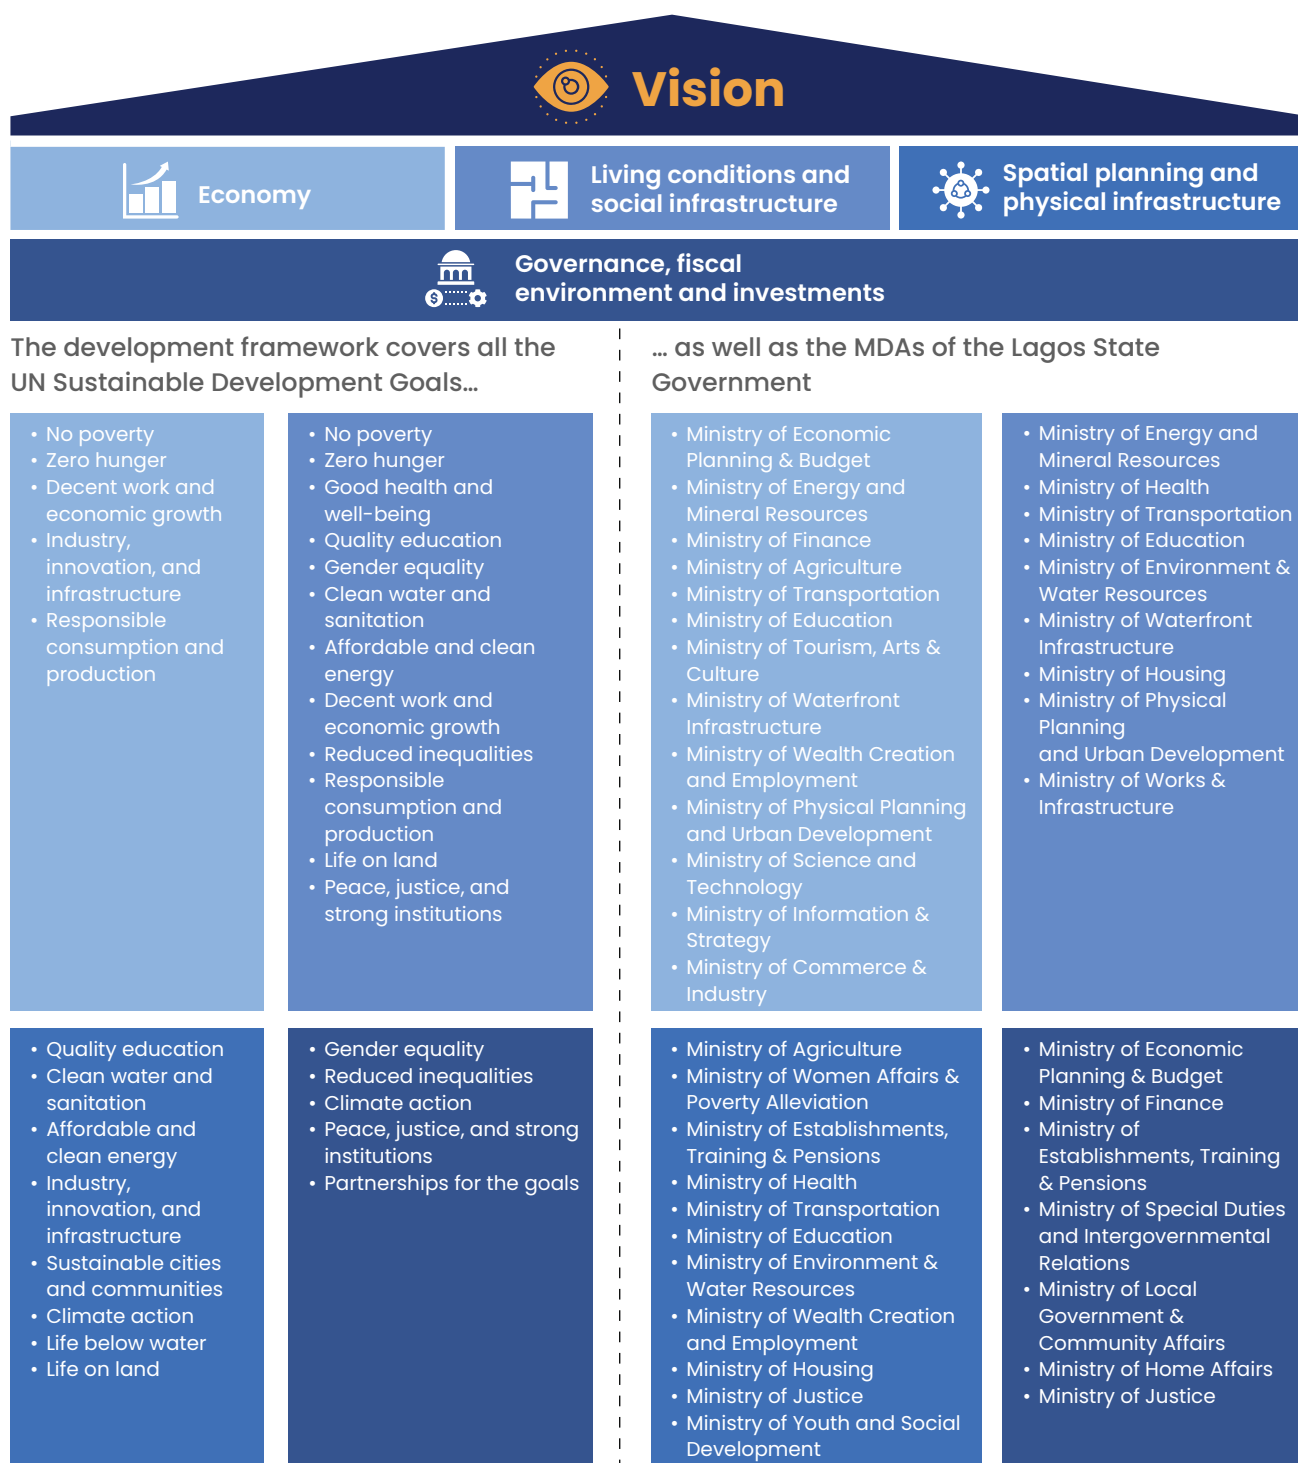 Vision
Economy
Living conditions and
social infrastructure
Spatial planning and
physical infrastructure
Governance, fiscal
environment and investments
The development framework covers all the
UN Sustainable Development Goals...
• No poverty
• Zero hunger
• Decent work and
economic growth
• Industry,
innovation, and
infrastructure
• Responsible
consumption and
production
• No poverty
• Zero hunger
• Good health and
well-being
• Quality education
• Gender equality
• Clean water and
sanitation
• Affordable and clean
energy
• Decent work and
economic growth
• Reduced inequalities
• Responsible
consumption and
production
• Life on land
• Peace, justice, and
strong institutions
• Quality education
• Clean water and
sanitation
• Affordable and
clean energy
• Industry,
innovation, and
infrastructure
• Sustainable cities
and communities
• Climate action
• Life below water
• Life on land
• Gender equality
• Reduced inequalities
• Climate action
• Peace, justice, and strong
institutions
• Partnerships for the goals
... as well as the MDAs of the Lagos State
Government
• Ministry of Economic
Planning & Budget
• Ministry of Energy and
Mineral Resources
• Ministry of Finance
• Ministry of Agriculture
• Ministry of Transportation
• Ministry of Education
• Ministry of Tourism, Arts &
Culture
• Ministry of Waterfront
Infrastructure
• Ministry of Wealth Creation
and Employment
• Ministry of Physical Planning
and Urban Development
• Ministry of Science and
Technology
• Ministry of Information &
Strategy
• Ministry of Commerce &
Industry
• Ministry of Energy and
Mineral Resources
• Ministry of Health
• Ministry of Transportation
• Ministry of Education
• Ministry of Environment &
Water Resources
• Ministry of Waterfront
Infrastructure
• Ministry of Housing
• Ministry of Physical
Planning
and Urban Development
• Ministry of Works &
Infrastructure
• Ministry of Agriculture
• Ministry of Women Affairs &
Poverty Alleviation
• Ministry of Establishments,
Training & Pensions
• Ministry of Health
• Ministry of Transportation
• Ministry of Education
• Ministry of Environment &
Water Resources
• Ministry of Wealth Creation
and Employment
• Ministry of Housing
• Ministry of Justice
• Ministry of Youth and Social
Development
• Ministry of Economic
Planning & Budget
• Ministry of Finance
• Ministry of
Establishments, Training
& Pensions
• Ministry of Special Duties
and Intergovernmental
Relations
• Ministry of Local
Government &
Community Affairs
• Ministry of Home Affairs
• Ministry of Justice